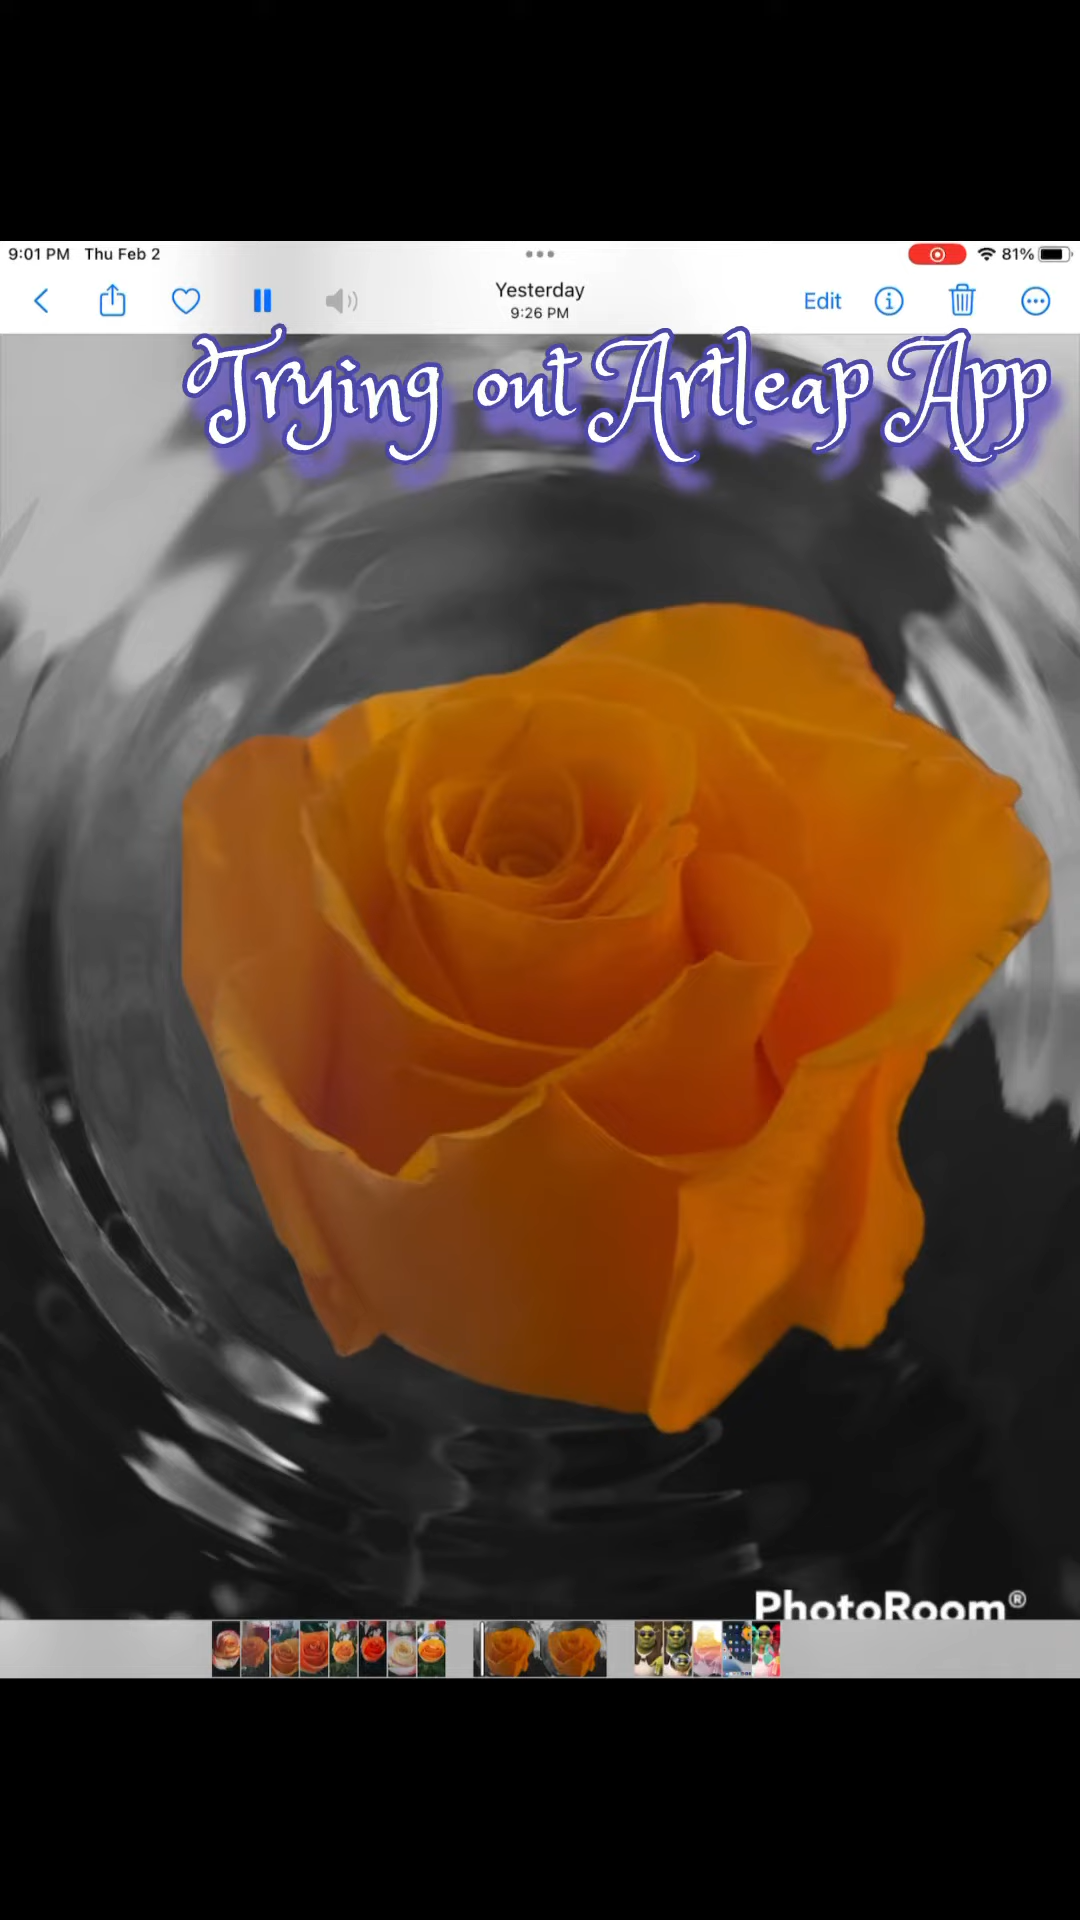 9:01 PM Thu Feb 2
81%
Yesterday
9:26 PM
Edit
Trying out Artleap App
PhotoRoom®